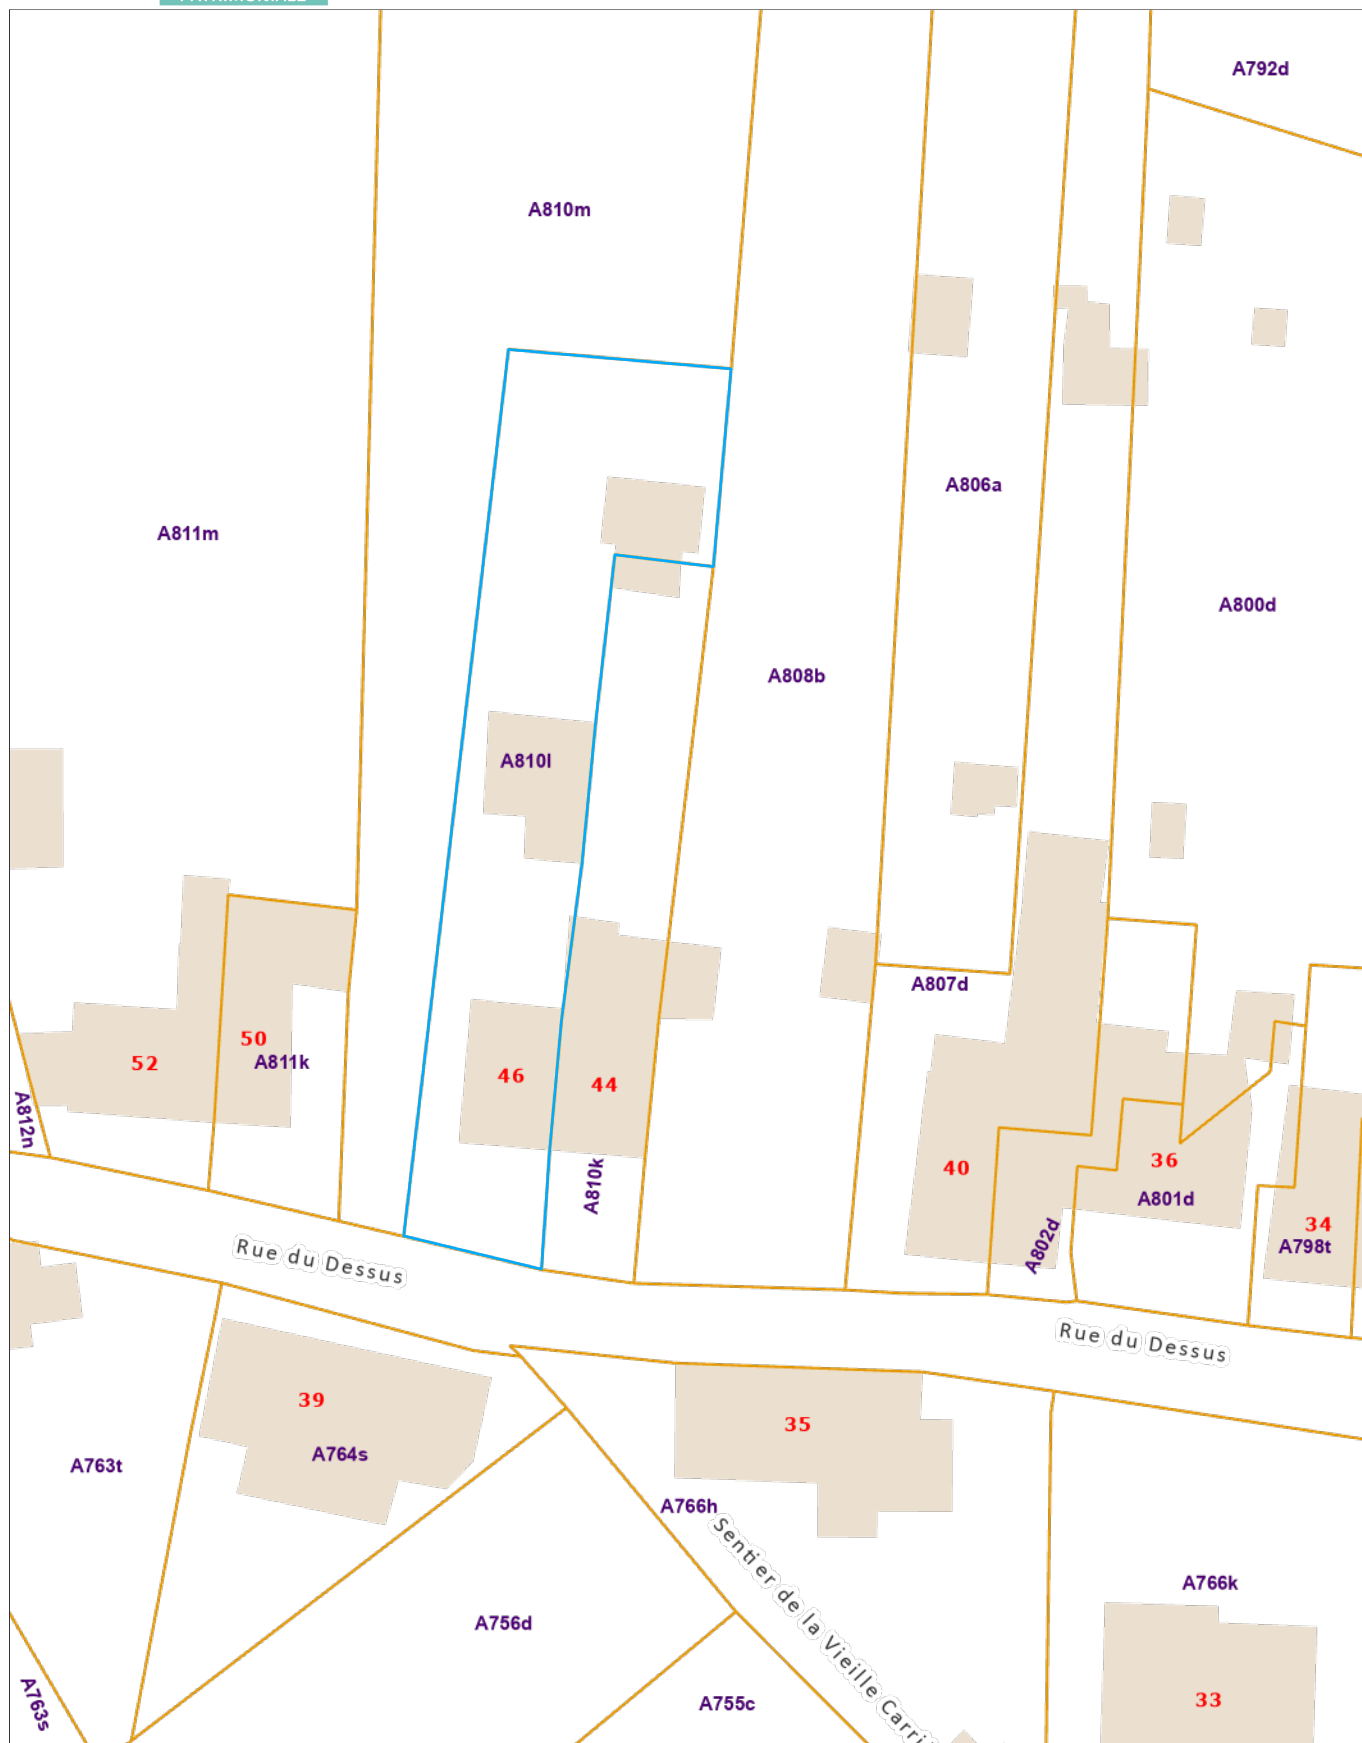 A792d
A810m
A806a
A811m
A800d
A808b
A810l
A807d
50
52
A811k
46
44
A812n
A810k
40
36
A801d
A802d
34
A798t
Rue du Dessus
Rue du Dessus
39
35
A764s
A763t
A766h
Sentier de la Vieille Carri
A766k
A756d
A763s
A755c
33